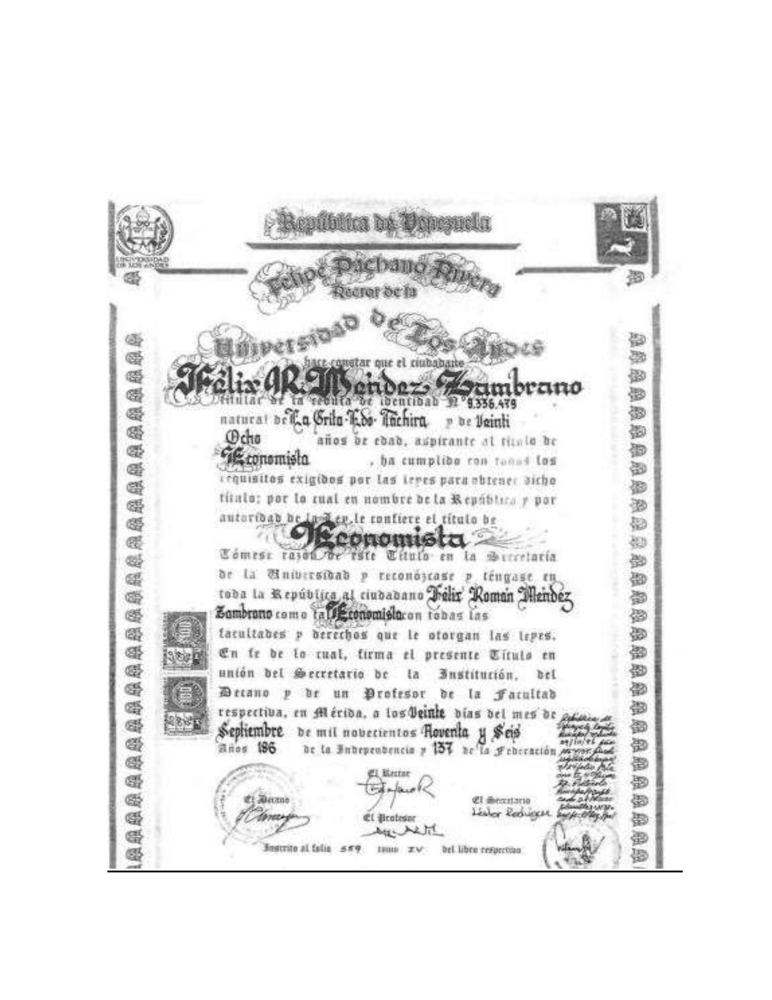 República de Venezuela
UNIVERSIDAD
DE LOS ANDES
Felipe Pachano Rivera
Rector de la
Universidad de Los Andes
hace constar que el ciudadano
Félix R. Méndez Zambrano
titular de la cédula de identidad Nº 9.336.479
natural de La Grita-Edo-Táchira y de Veinti
Ocho años de edad, aspirante al título de
Economista, ha cumplido con todos los
requisitos exigidos por las leyes para obtener dicho
título; por lo cual en nombre de la República y por
autoridad de la Ley, le confiere el título de
Economista
Tómese razón de este Título en la Secretaría
de la Universidad y reconózcase y téngase en
toda la República al ciudadano Félix Román Méndez
Zambrano como tal Economista con todas las
facultades y derechos que le otorgan las leyes.
En fe de lo cual, firma el presente Título en
unión del Secretario de la Institución, del
Decano y de un Profesor de la Facultad
respectiva, en Mérida, a los Veinte días del mes de
Septiembre de mil novecientos Noventa y Seis
Años 186 de la Independencia y 137 de la Federación
El Rector
El Decano
El Secretario
El Profesor
Inscrito al folio 559 tomo IV del libro respectivo